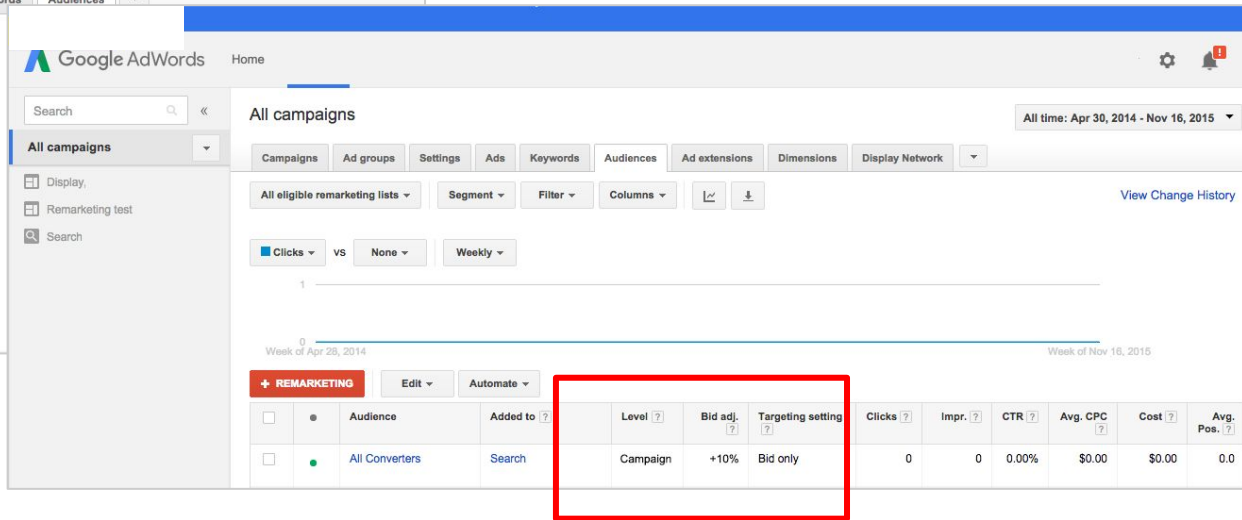 Audiences
Google AdWords Home
!
Search «
All campaigns
All time: Apr 30, 2014 - Nov 16, 2015
All campaigns
Campaigns Ad groups Settings Ads Keywords Audiences Ad extensions Dimensions Display Network
Display,
Remarketing test
Search
All eligible remarketing lists Segment Filter Columns View Change History
Clicks VS None Weekly
1
0
Week of Apr 28, 2014 Week of Nov 16, 2015
+ REMARKETING Edit Automate
Audience Added to ? Level ? Bid adj. ? Targeting setting ? Clicks ? Impr. ? CTR ? Avg. CPC ? Cost ? Avg. Pos. ?
All Converters Search Campaign +10% Bid only 0 0 0.00% $0.00 $0.00 0.0